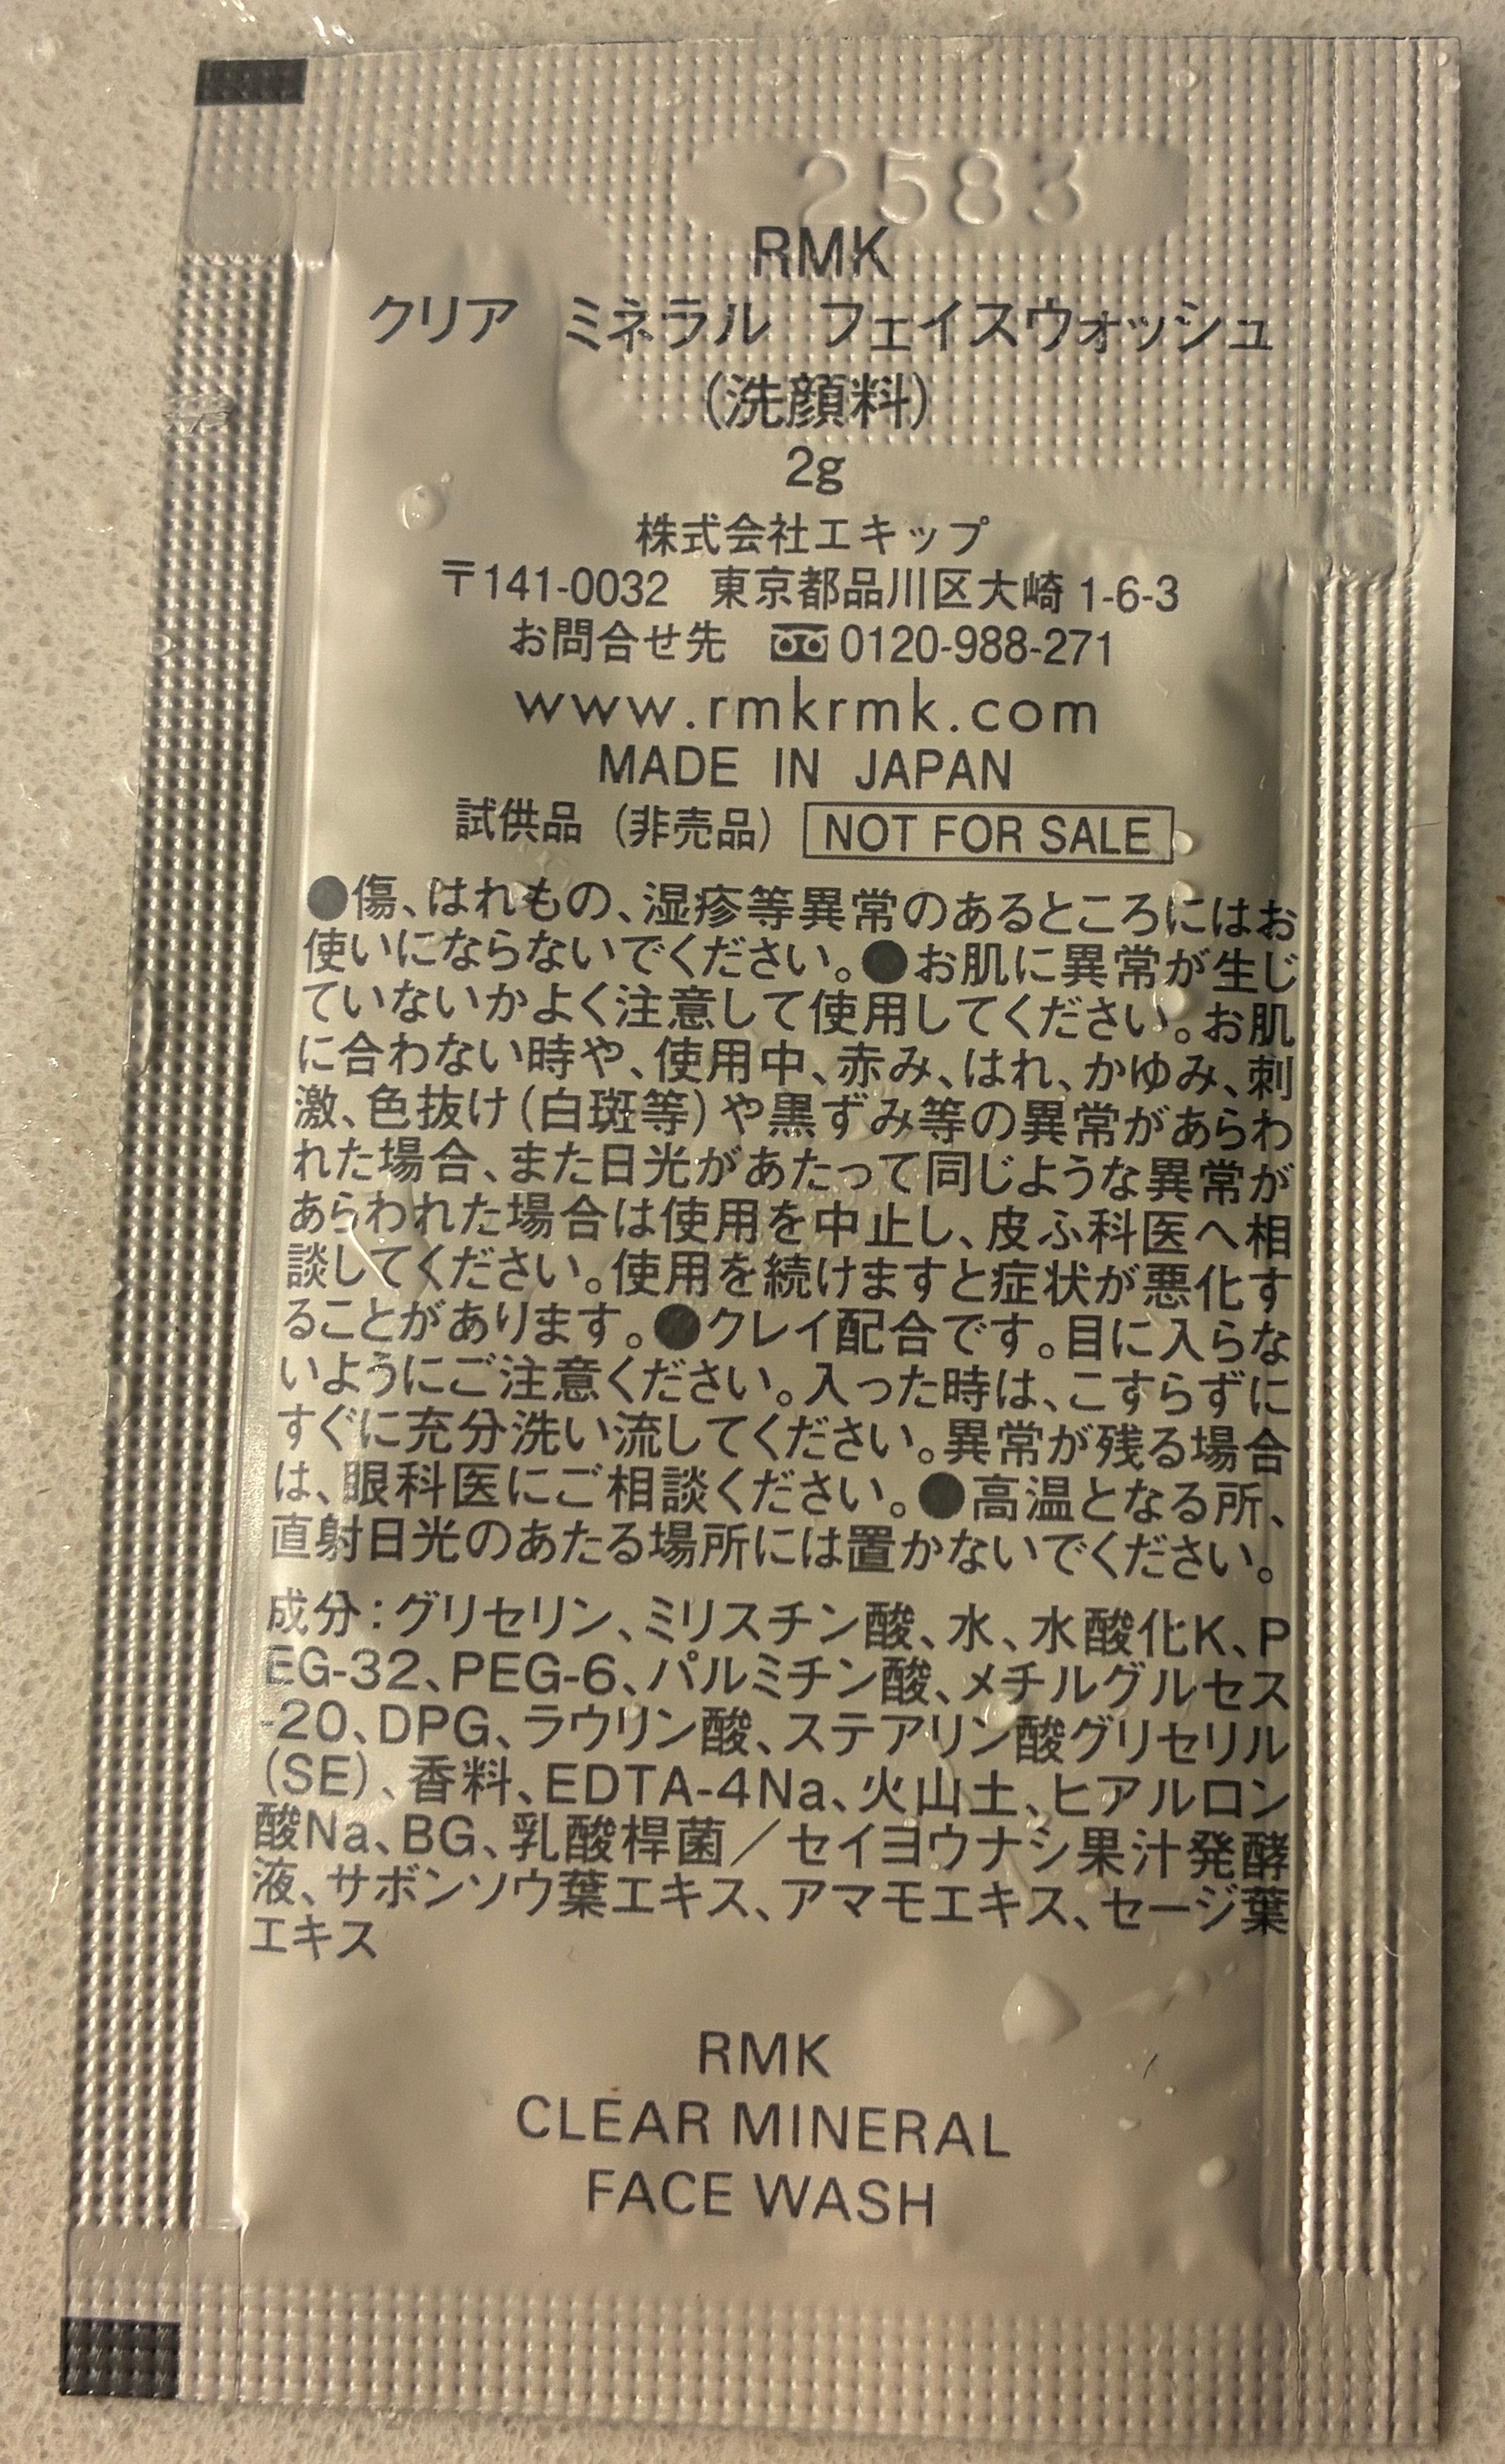 2583
RMK
クリア ミネラル フェイスウォッシュ
(洗顔料)
2g
株式会社エキップ
〒141-0032 東京都品川区大崎 1-6-3
お問合せ先 0120-988-271
www.rmkrmk.com
MADE IN JAPAN
試供品 (非売品) NOT FOR SALE
●傷、はれもの、湿疹等異常のあるところにはお
使いにならないでください。●お肌に異常が生じ
ていないかよく注意して使用してください。お肌
に合わない時や、使用中、赤み、はれ、かゆみ、刺
激、色抜け(白斑等)や黒ずみ等の異常があらわ
れた場合、また日光があたって同じような異常が
あらわれた場合は使用を中止し、皮ふ科医へ相
談してください。使用を続けますと症状が悪化す
ることがあります。●クレイ配合です。目に入らな
いようにご注意ください。入った時は、こすらずに
すぐに充分洗い流してください。異常が残る場合
は、眼科医にご相談ください。●高温となる所、
直射日光のあたる場所には置かないでください。
成分：グリセリン、ミリスチン酸、水、水酸化K、P
EG-32、PEG-6、パルミチン酸、メチルグルセス
-20、DPG、ラウリン酸、ステアリン酸グリセリル
(SE)、香料、EDTA-4Na、火山土、ヒアルロン
酸Na、BG、乳酸桿菌／セイヨウナシ果汁発酵
液、サボンソウ葉エキス、アマモエキス、セージ葉
エキス
RMK
CLEAR MINERAL
FACE WASH